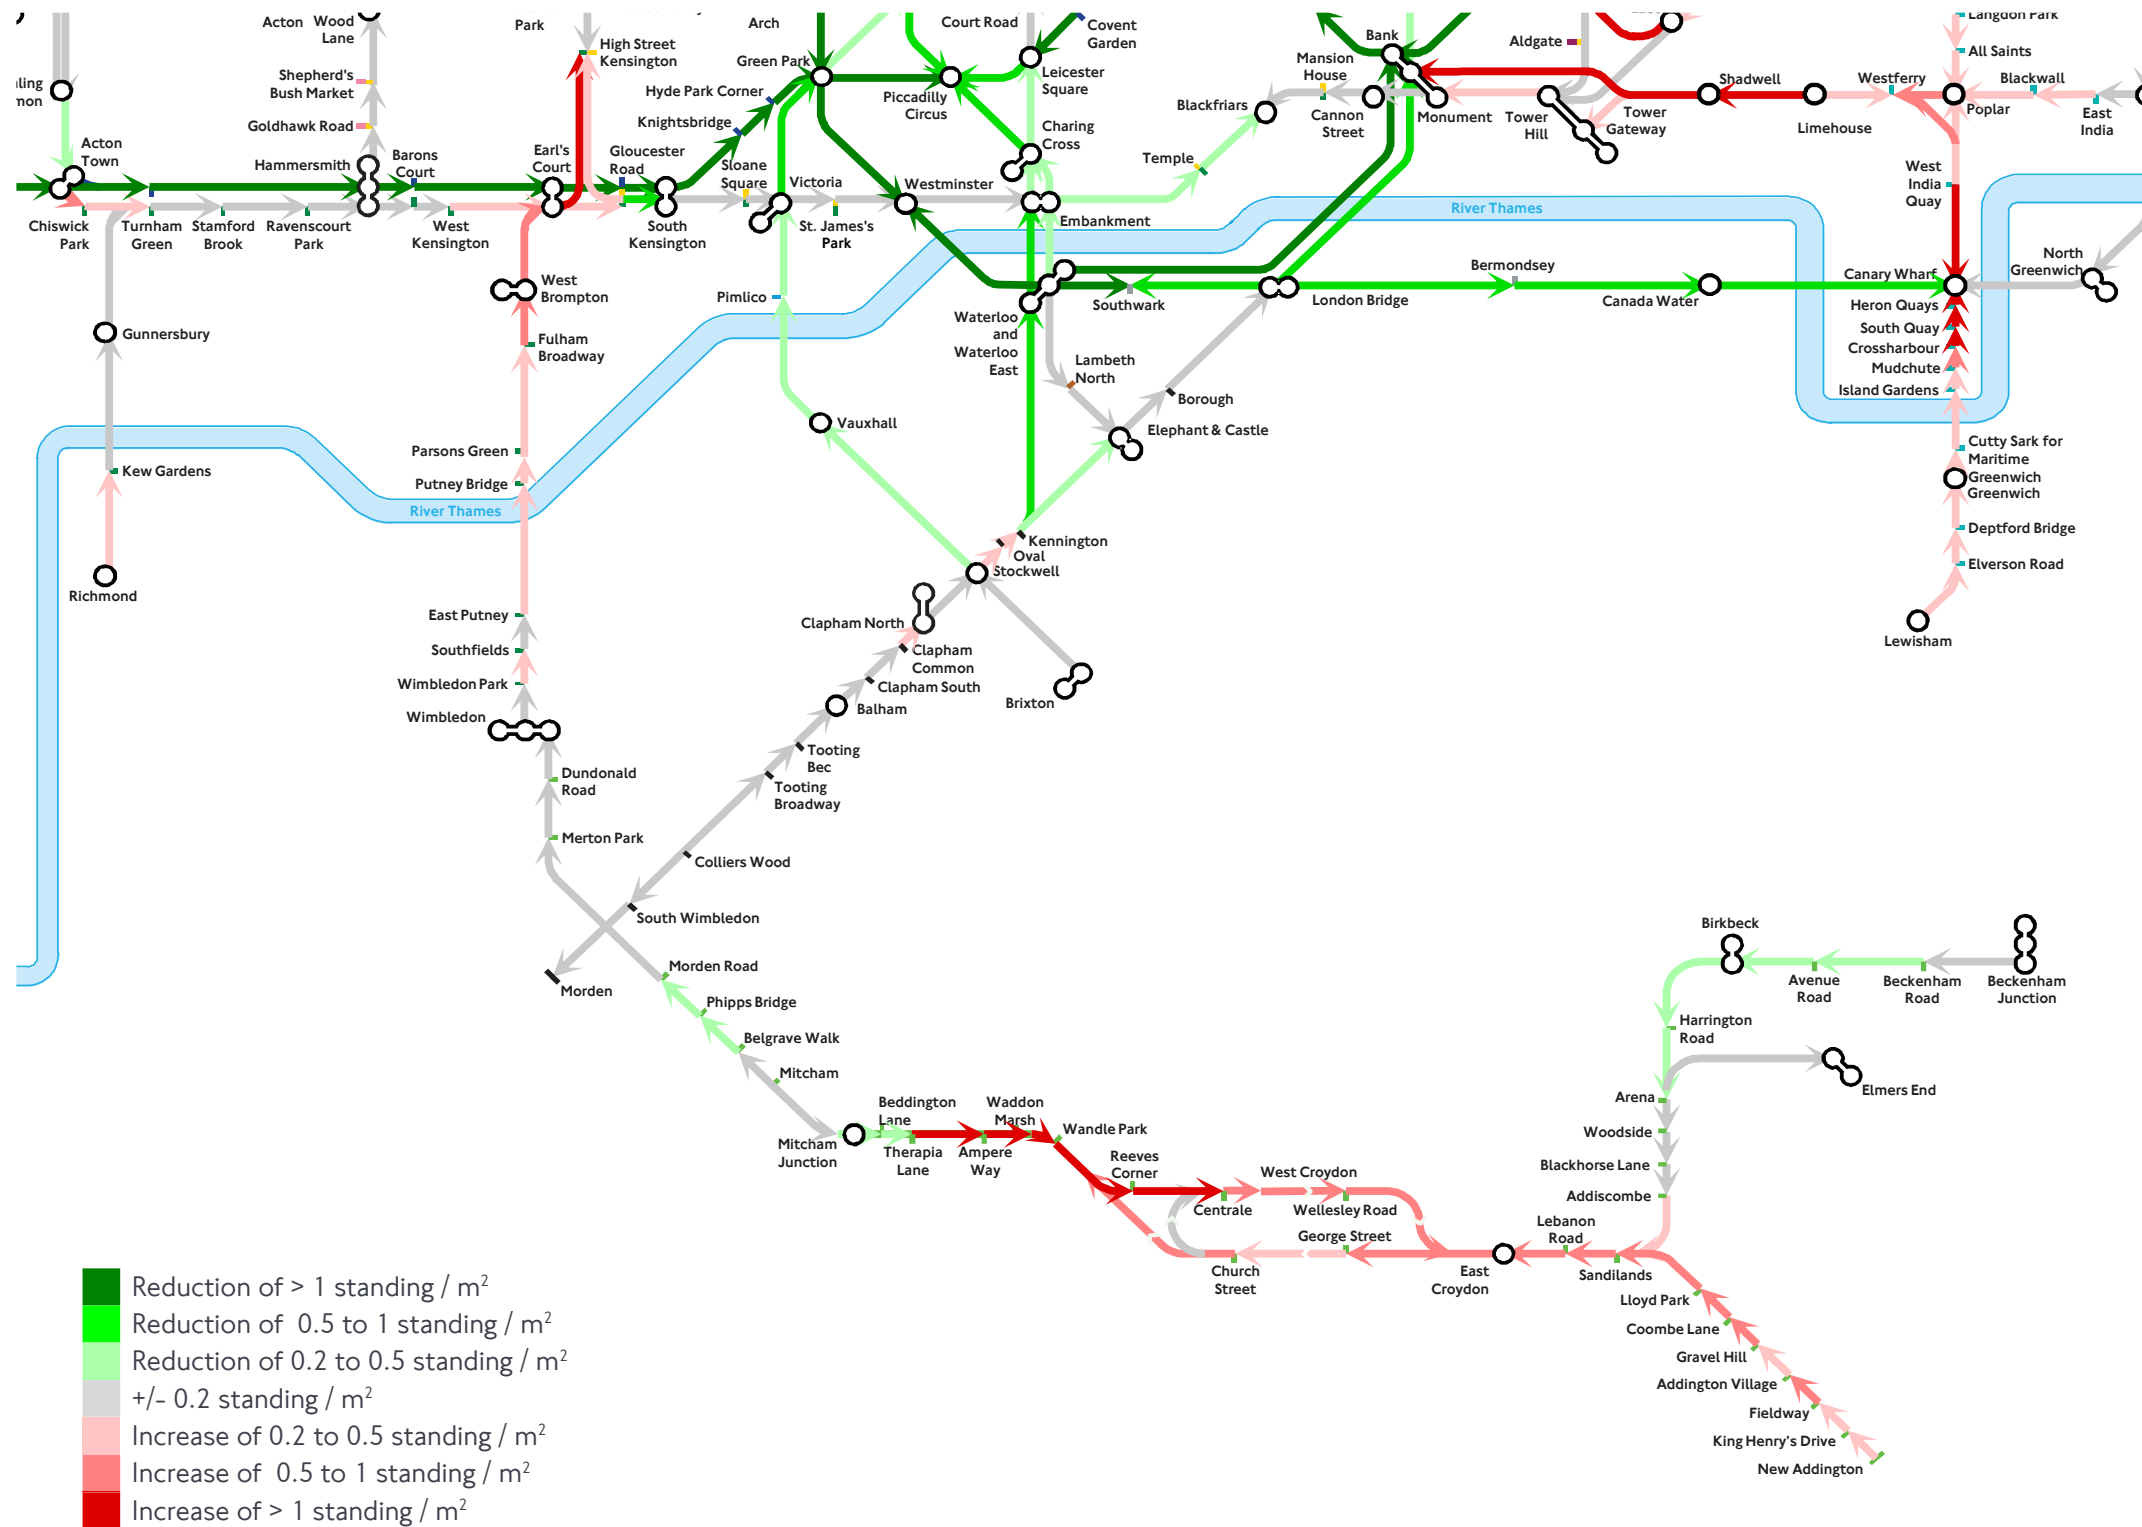 Acton
Wood
Lane
Park
Arch
Court Road
Covent
Garden
Bank
Aldgate
Langdon Park
High Street
Kensington
Green Park
Leicester
Square
Mansion
House
All Saints
Shepherd's
Bush Market
Hyde Park Corner
Piccadilly
Circus
Blackfriars
Cannon
Street
Monument
Tower
Hill
Tower
Gateway
Shadwell
Limehouse
Westferry
Poplar
Blackwall
East
India
Goldhawk Road
Knightsbridge
Charing
Cross
Acton
Town
Hammersmith
Barons
Court
Earl's
Court
Gloucester
Road
Sloane
Square
Victoria
Westminster
Temple
West
India
Quay
Chiswick
Park
Turnham
Green
Stamford
Brook
Ravenscourt
Park
West
Kensington
South
Kensington
St. James's
Park
Embankment
River Thames
West
Brompton
Pimlico
Waterloo
and
Waterloo
East
Southwark
London Bridge
Bermondsey
Canada Water
Canary Wharf
North
Greenwich
Heron Quays
South Quay
Crossharbour
Mudchute
Island Gardens
Gunnersbury
Fulham
Broadway
Lambeth
North
Borough
Vauxhall
Elephant & Castle
Cutty Sark for
Maritime
Greenwich
Greenwich
Kew Gardens
Parsons Green
Putney Bridge
River Thames
Deptford Bridge
Kennington
Oval
Stockwell
Elverson Road
Richmond
East Putney
Clapham North
Lewisham
Southfields
Clapham
Common
Wimbledon Park
Clapham South
Wimbledon
Balham
Brixton
Tooting
Bec
Dundonald
Road
Tooting
Broadway
Merton Park
Colliers Wood
South Wimbledon
Birkbeck
Morden Road
Morden
Avenue
Road
Beckenham
Road
Beckenham
Junction
Phipps Bridge
Harrington
Road
Belgrave Walk
Mitcham
Elmers End
Beddington
Lane
Waddon
Marsh
Arena
Mitcham
Junction
Therapia
Lane
Ampere
Way
Wandle Park
Woodside
Reeves
Corner
Blackhorse Lane
West Croydon
Addiscombe
Centrale
Wellesley Road
Lebanon
Road
George Street
Church
Street
East
Croydon
Sandilands
Lloyd Park
Coombe Lane
Gravel Hill
Addington Village
Fieldway
King Henry's Drive
New Addington
Reduction of > 1 standing / m²
Reduction of 0.5 to 1 standing / m²
Reduction of 0.2 to 0.5 standing / m²
+/- 0.2 standing / m²
Increase of 0.2 to 0.5 standing / m²
Increase of 0.5 to 1 standing / m²
Increase of > 1 standing / m²